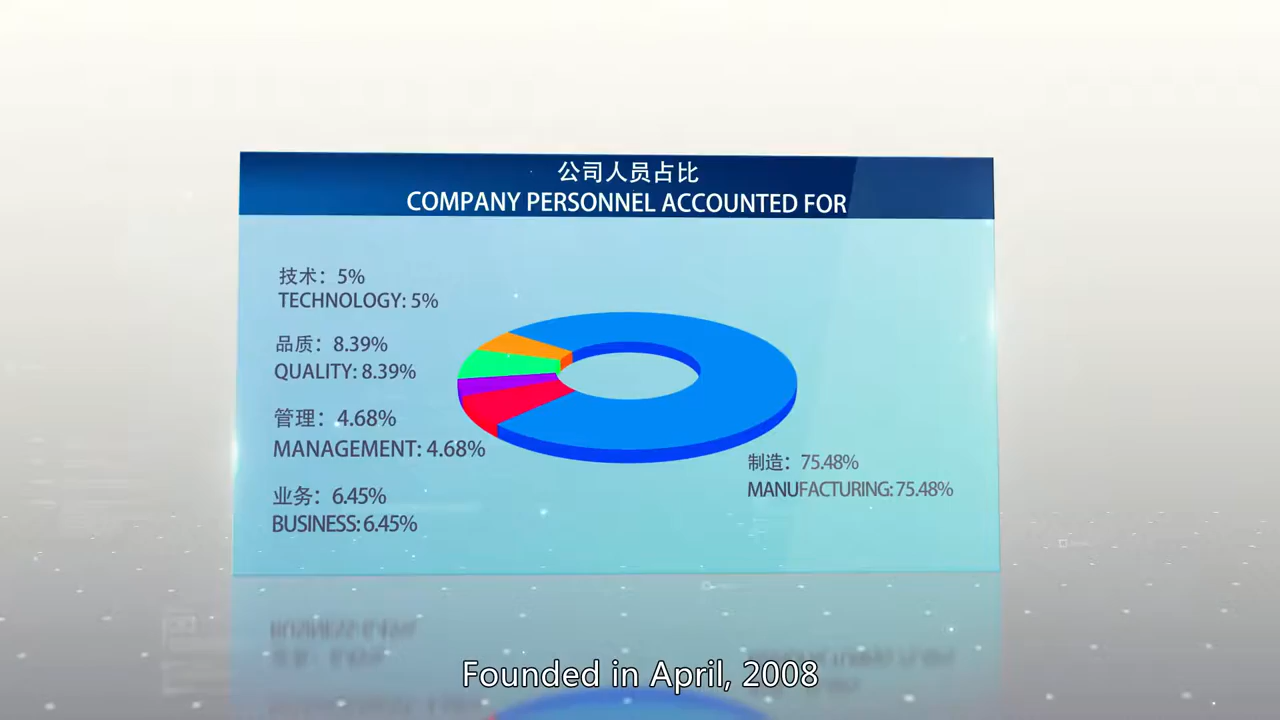 公司人员占比
COMPANY PERSONNEL ACCOUNTED FOR
技术：5%
TECHNOLOGY: 5%
品质：8.39%
QUALITY: 8.39%
管理：4.68%
MANAGEMENT: 4.68%
业务：6.45%
BUSINESS: 6.45%
制造：75.48%
MANUFACTURING: 75.48%
Founded in April, 2008